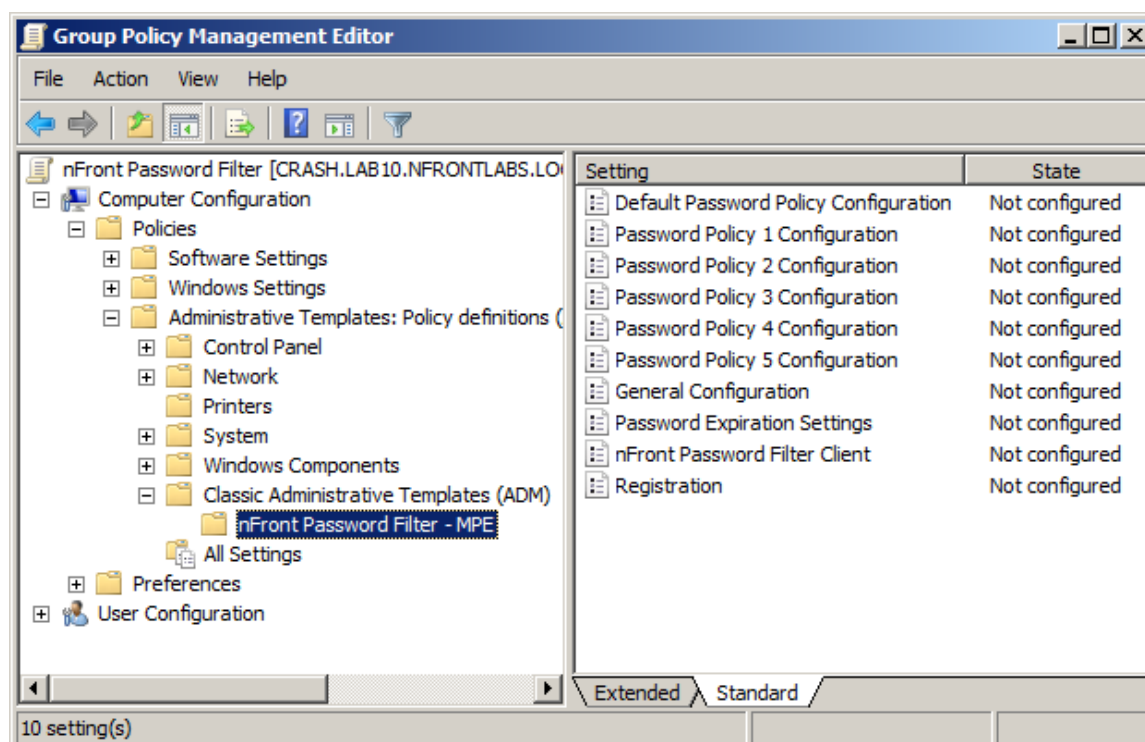 Group Policy Management Editor
File Action View Help
nFront Password Filter [CRASH.LAB10.NFRONTLABS.LO
Computer Configuration
Policies
Software Settings
Windows Settings
Administrative Templates: Policy definitions (
Control Panel
Network
Printers
System
Windows Components
Classic Administrative Templates (ADM)
nFront Password Filter - MPE
All Settings
Preferences
User Configuration
Setting State
Default Password Policy Configuration Not configured
Password Policy 1 Configuration Not configured
Password Policy 2 Configuration Not configured
Password Policy 3 Configuration Not configured
Password Policy 4 Configuration Not configured
Password Policy 5 Configuration Not configured
General Configuration Not configured
Password Expiration Settings Not configured
nFront Password Filter Client Not configured
Registration Not configured
Extended Standard
10 setting(s)